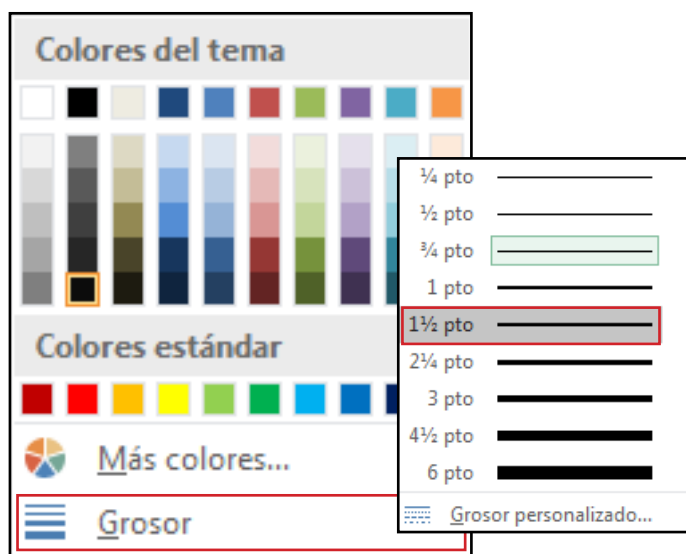 Colores del tema
Colores estándar
Más colores...
Grosor
¼ pto
½ pto
¾ pto
1 pto
1½ pto
2¼ pto
3 pto
4½ pto
6 pto
Grosor personalizado...